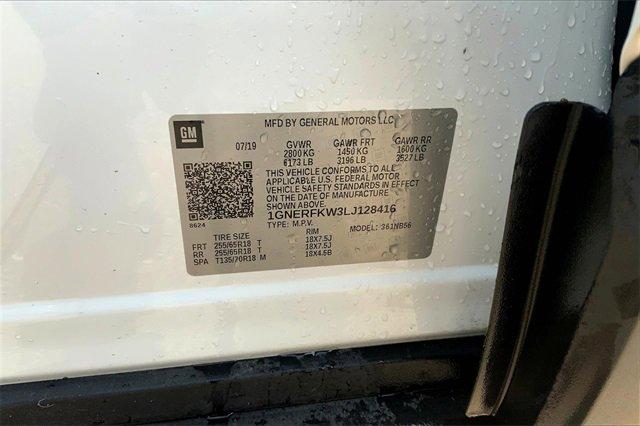 MFD BY GENERAL MOTORS LLC
GM
07/19 GVWR GAWR FRT GAWR RR
2800 KG 1450 KG 1600 KG
6173 LB 3196 LB 3527 LB
THIS VEHICLE CONFORMS TO ALL
APPLICABLE U.S. FEDERAL MOTOR
VEHICLE SAFETY STANDARDS IN EFFECT
ON THE DATE OF MANUFACTURE
SHOWN ABOVE.
1GNERFKW3LJ128416
8624 TYPE: M.P.V. MODEL: 361NB56
TIRE SIZE RIM
FRT 255/65R18 T 18X7.5J
RR 255/65R18 T 18X7.5J
SPA T135/70R18 M 18X4.5B